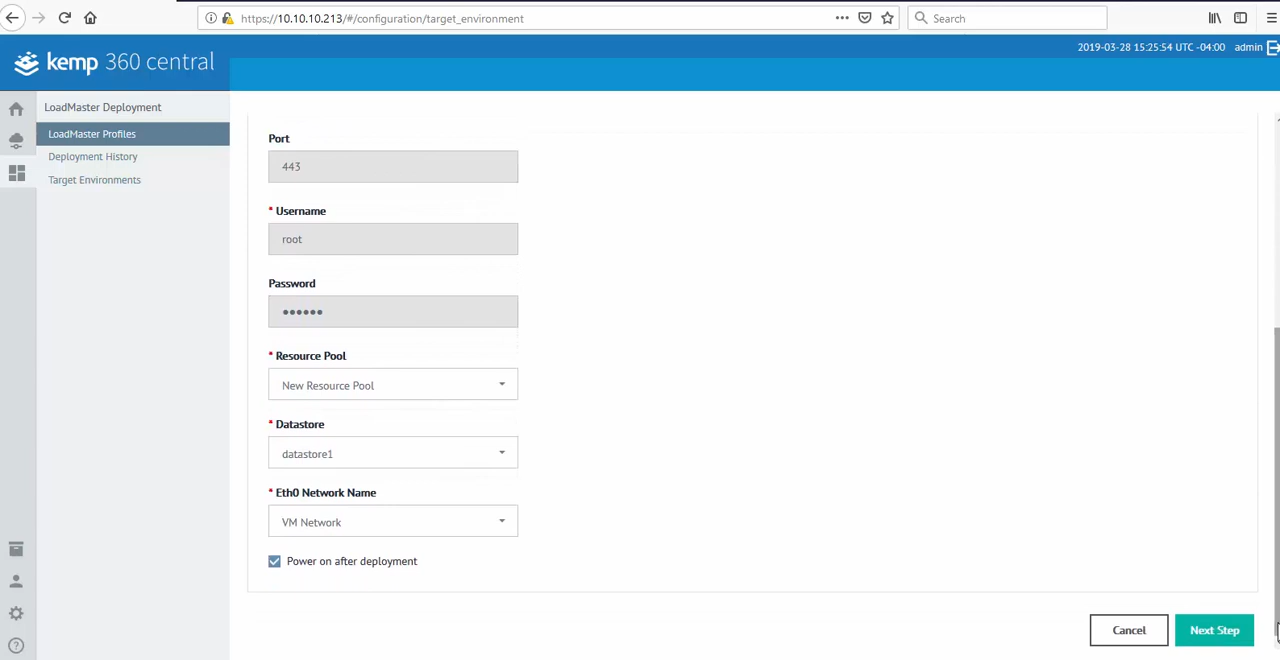 https://10.10.10.213/#/configuration/target_environment
Search
kemp 360 central
2019-03-28 15:25:54 UTC -04:00 admin
LoadMaster Deployment
LoadMaster Profiles
Deployment History
Target Environments
Port
443
* Username
root
Password
••••••
* Resource Pool
New Resource Pool
* Datastore
datastore1
* Eth0 Network Name
VM Network
Power on after deployment
Cancel
Next Step